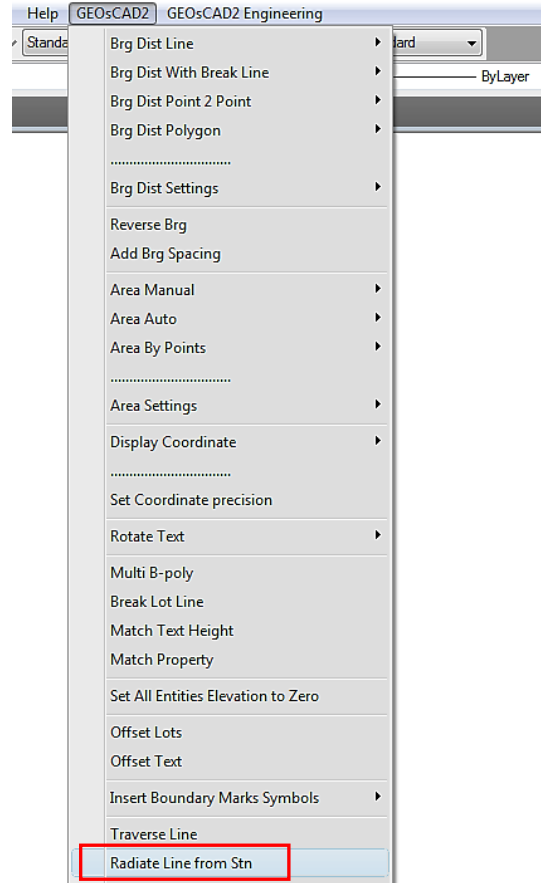 Help GEOsCAD2 GEOsCAD2 Engineering
Standa
dard
Brg Dist Line
Brg Dist With Break Line
ByLayer
Brg Dist Point 2 Point
Brg Dist Polygon
................................
Brg Dist Settings
Reverse Brg
Add Brg Spacing
Area Manual
Area Auto
Area By Points
................................
Area Settings
Display Coordinate
................................
Set Coordinate precision
Rotate Text
Multi B-poly
Break Lot Line
Match Text Height
Match Property
Set All Entities Elevation to Zero
Offset Lots
Offset Text
Insert Boundary Marks Symbols
Traverse Line
Radiate Line from Stn